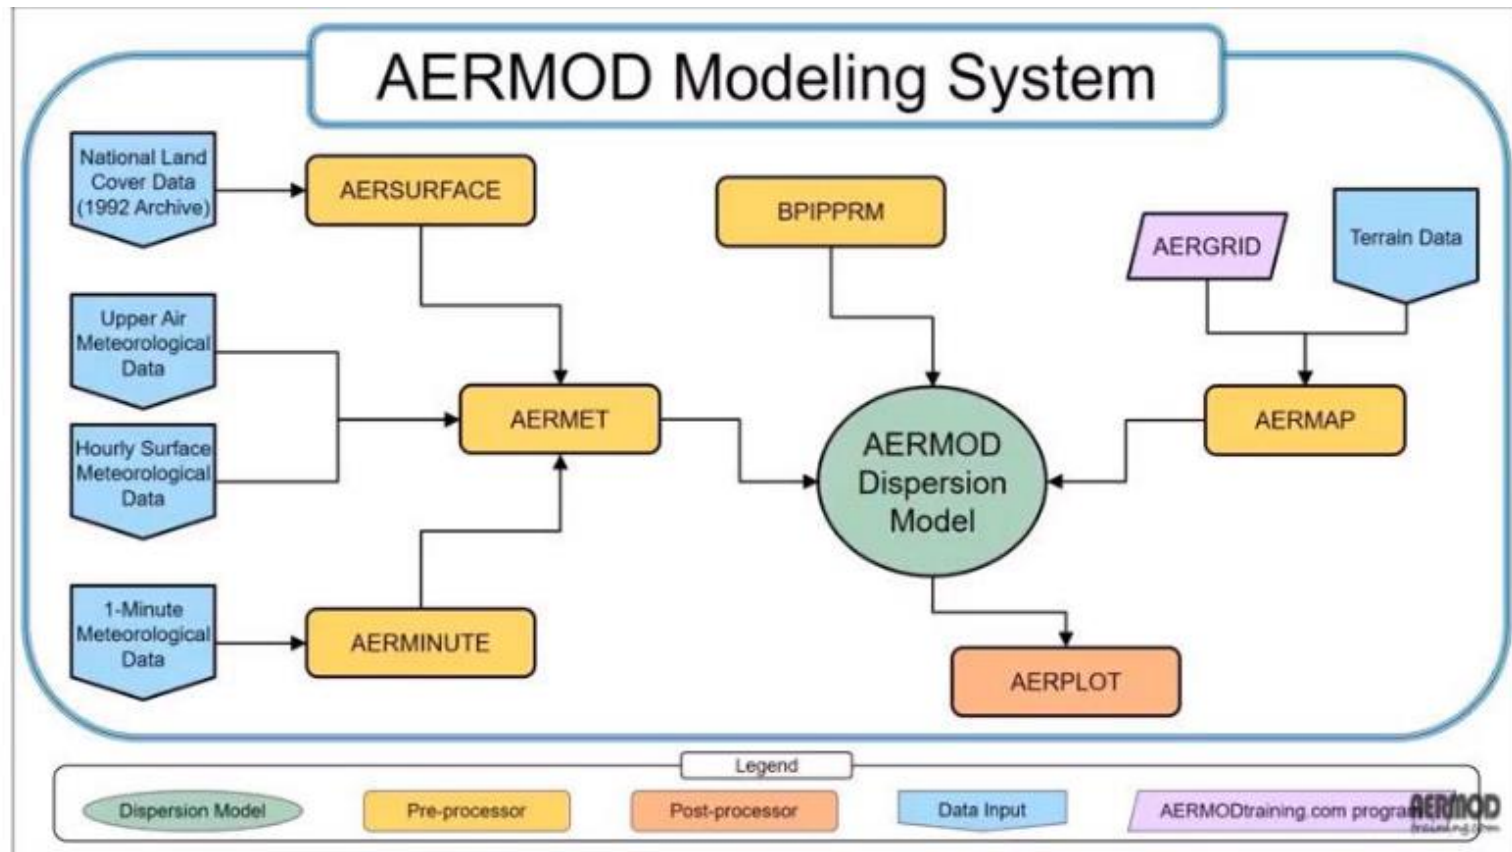 AERMOD Modeling System
National Land
Cover Data
(1992 Archive)
AERSURFACE
BPIPPRM
AERGRID
Terrain Data
Upper Air
Meteorological
Data
Hourly Surface
Meteorological
Data
AERMET
AERMOD
Dispersion
Model
AERMAP
1-Minute
Meteorological
Data
AERMINUTE
AERPLOT
Legend
Dispersion Model
Pre-processor
Post-processor
Data Input
AERMODtraining.com
AERMOD
training.com